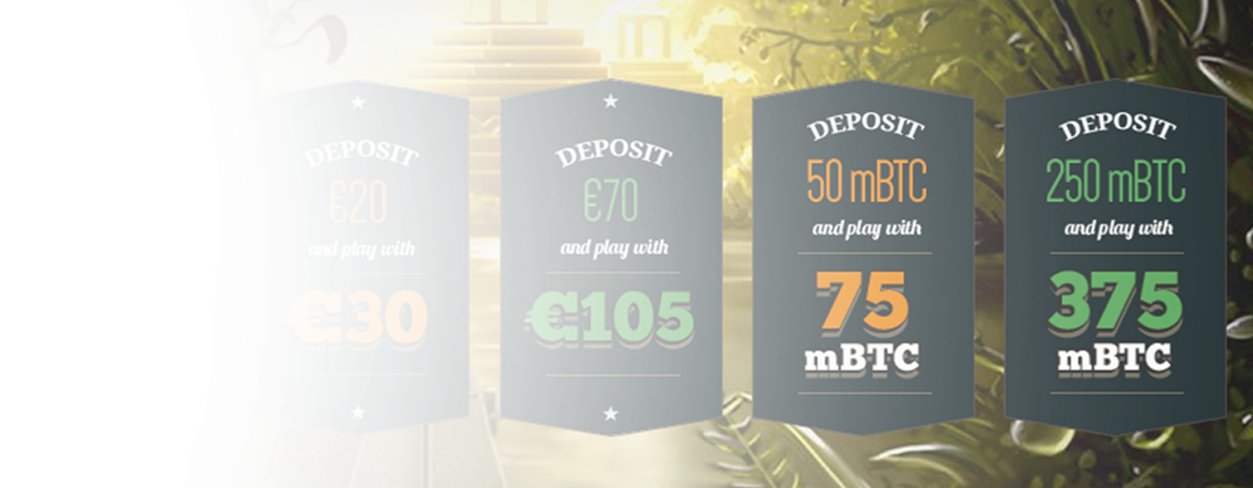 DEPOSIT
€20
and play with
€30
DEPOSIT
€70
and play with
€105
DEPOSIT
50 mBTC
and play with
75
mBTC
DEPOSIT
250 mBTC
and play with
375
mBTC